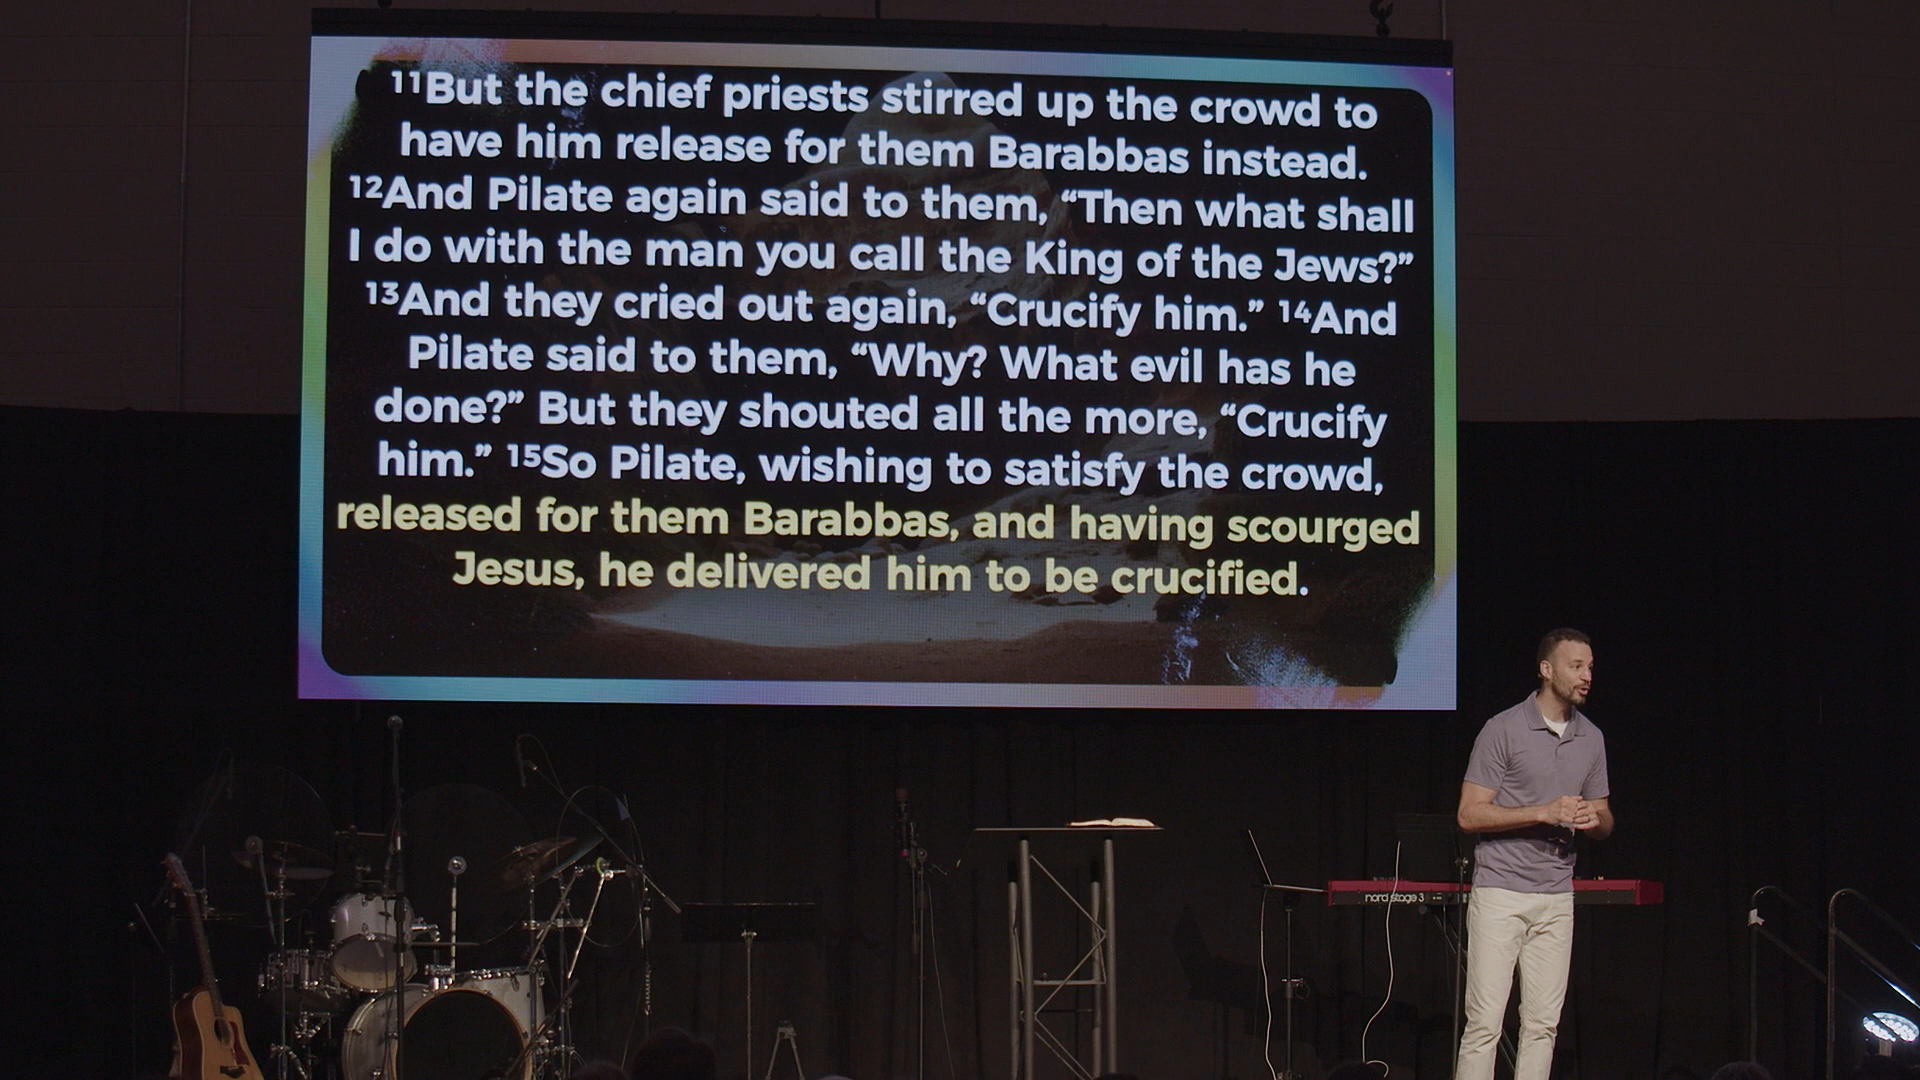 ¹¹But the chief priests stirred up the crowd to
have him release for them Barabbas instead.
¹²And Pilate again said to them, “Then what shall
I do with the man you call the King of the Jews?”
¹³And they cried out again, “Crucify him.” ¹⁴And
Pilate said to them, “Why? What evil has he
done?” But they shouted all the more, “Crucify
him.” ¹⁵So Pilate, wishing to satisfy the crowd,
released for them Barabbas, and having scourged
Jesus, he delivered him to be crucified.
nord stage 3